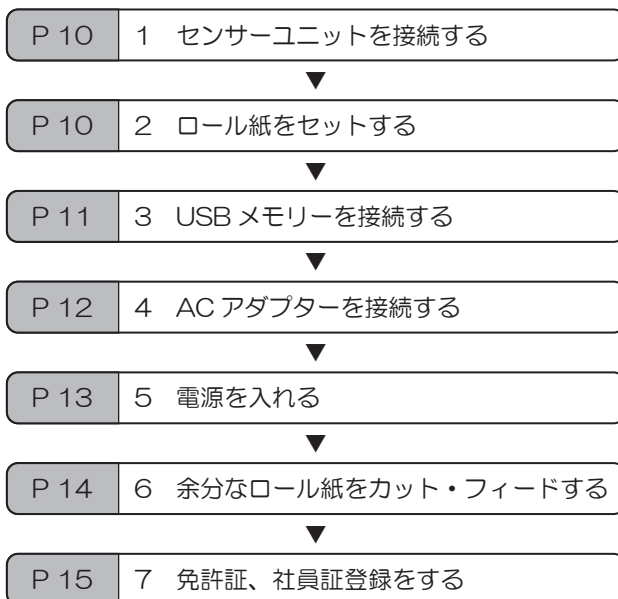 P 10 1 センサーユニットを接続する
▼
P 10 2 ロール紙をセットする
▼
P 11 3 USB メモリーを接続する
▼
P 12 4 AC アダプターを接続する
▼
P 13 5 電源を入れる
▼
P 14 6 余分なロール紙をカット・フィードする
▼
P 15 7 免許証、社員証登録をする